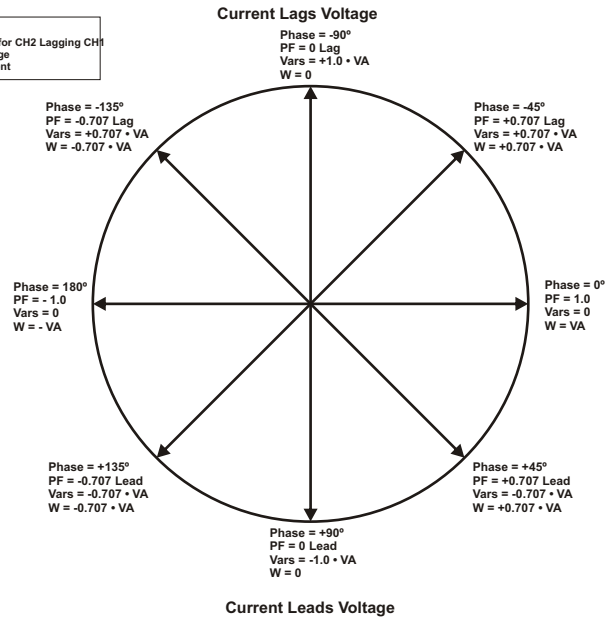 Current Lags Voltage
for CH2 Lagging CH1
Phase = -90º
PF = 0 Lag
Vars = +1.0 • VA
W = 0
Phase = -135º
PF = -0.707 Lag
Vars = +0.707 • VA
W = -0.707 • VA
Phase = -45º
PF = +0.707 Lag
Vars = +0.707 • VA
W = +0.707 • VA
Phase = 180º
PF = - 1.0
Vars = 0
W = - VA
Phase = 0º
PF = 1.0
Vars = 0
W = VA
Phase = +135º
PF = -0.707 Lead
Vars = -0.707 • VA
W = -0.707 • VA
Phase = +45º
PF = +0.707 Lead
Vars = -0.707 • VA
W = +0.707 • VA
Phase = +90º
PF = 0 Lead
Vars = -1.0 • VA
W = 0
Current Leads Voltage